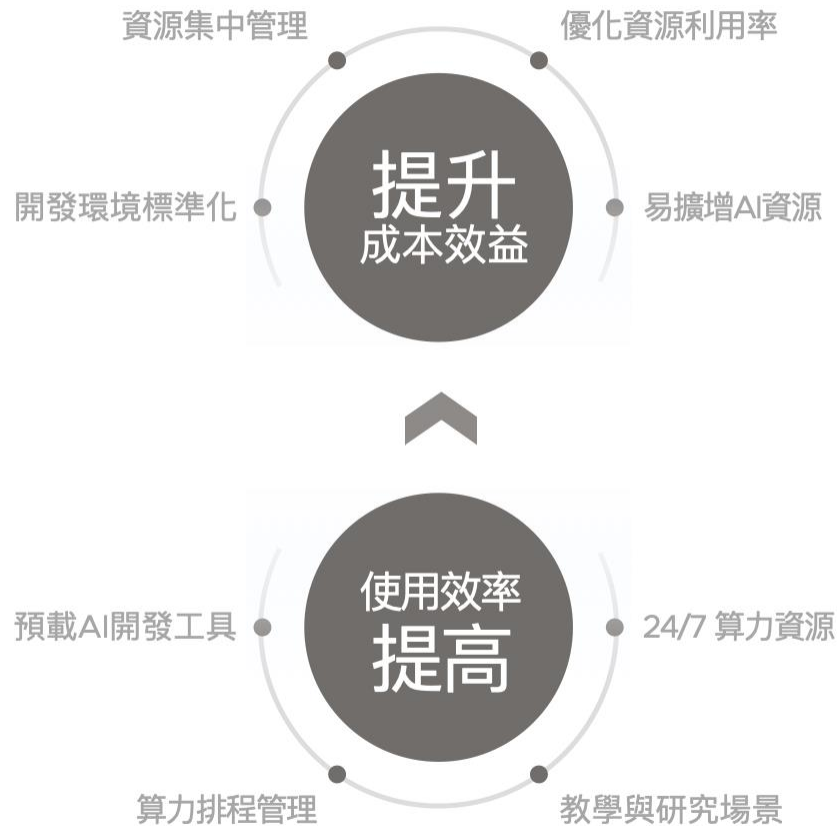 資源集中管理
優化資源利用率
開發環境標準化
提升
成本效益
易擴增AI資源
使用效率
提高
預載AI開發工具
24/7 算力資源
算力排程管理
教學與研究場景